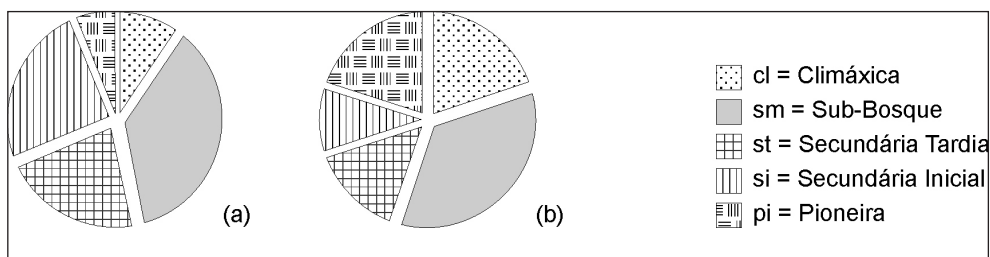 (a)
(b)
cl = Climáxica
sm = Sub-Bosque
st = Secundária Tardia
si = Secundária Inicial
pi = Pioneira